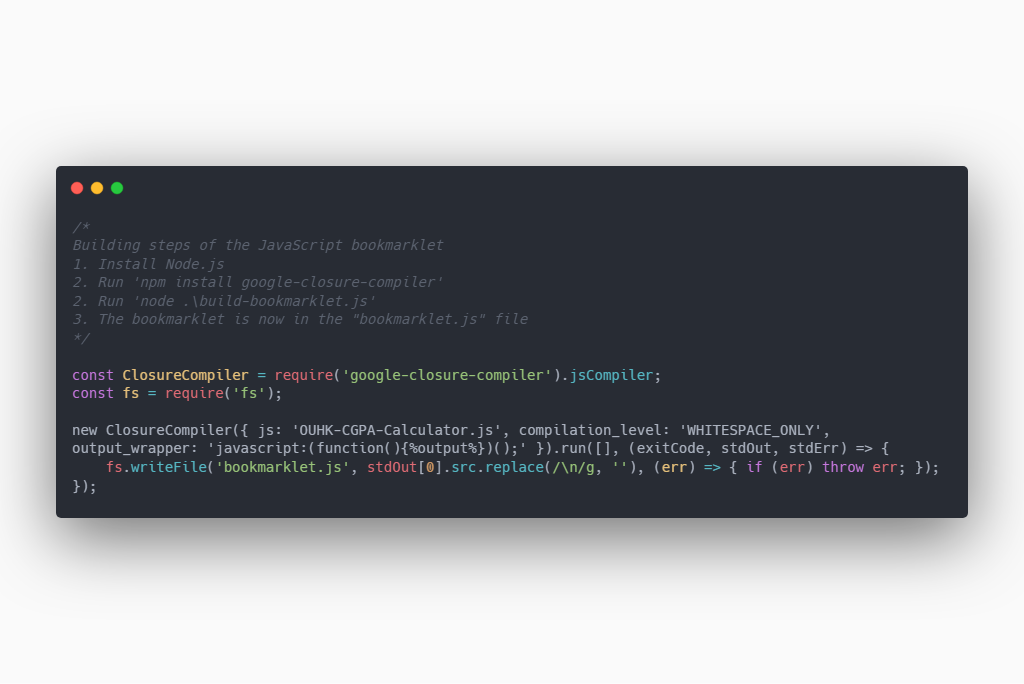 /*
Building steps of the JavaScript bookmarklet
1. Install Node.js
2. Run 'npm install google-closure-compiler'
2. Run 'node .\build-bookmarklet.js'
3. The bookmarklet is now in the "bookmarklet.js" file
*/
const ClosureCompiler = require('google-closure-compiler').jsCompiler;
const fs = require('fs');
new ClosureCompiler({ js: 'OUHK-CGPA-Calculator.js', compilation_level: 'WHITESPACE_ONLY',
output_wrapper: 'javascript:(function(){%output%})();' }).run([], (exitCode, stdOut, stdErr) => {
    fs.writeFile('bookmarklet.js', stdOut[0].src.replace(/\n/g, ''), (err) => { if (err) throw err; });
});